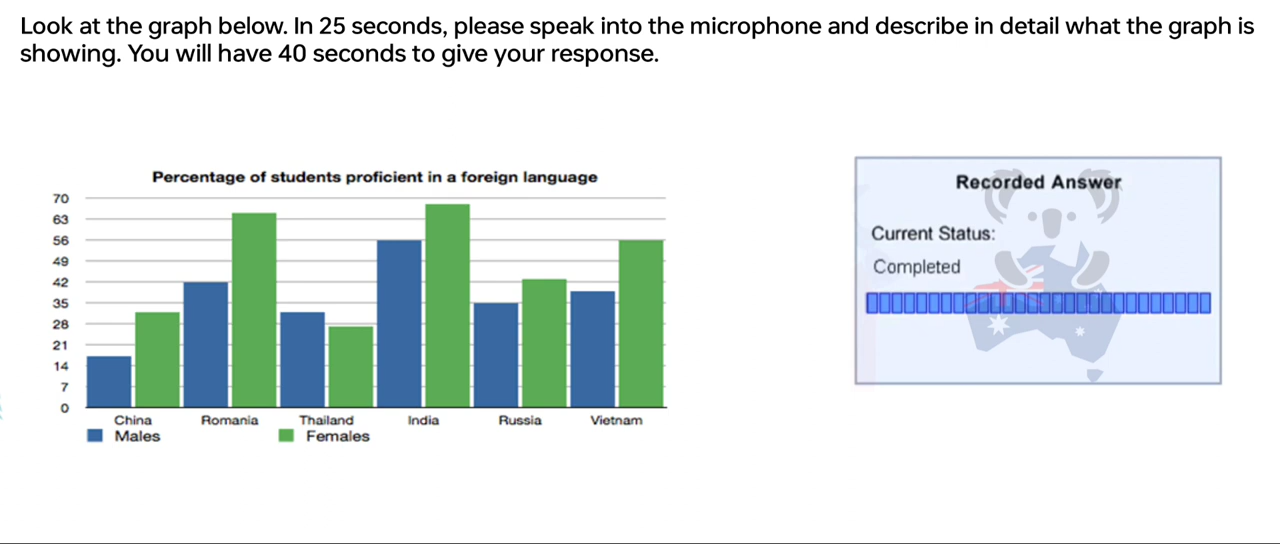 Look at the graph below. In 25 seconds, please speak into the microphone and describe in detail what the graph is
showing. You will have 40 seconds to give your response.
Percentage of students proficient in a foreign language
70
63
56
49
42
35
28
21
14
7
0
China
Romania
Thailand
India
Russia
Vietnam
Males
Females
Recorded Answer
Current Status:
Completed